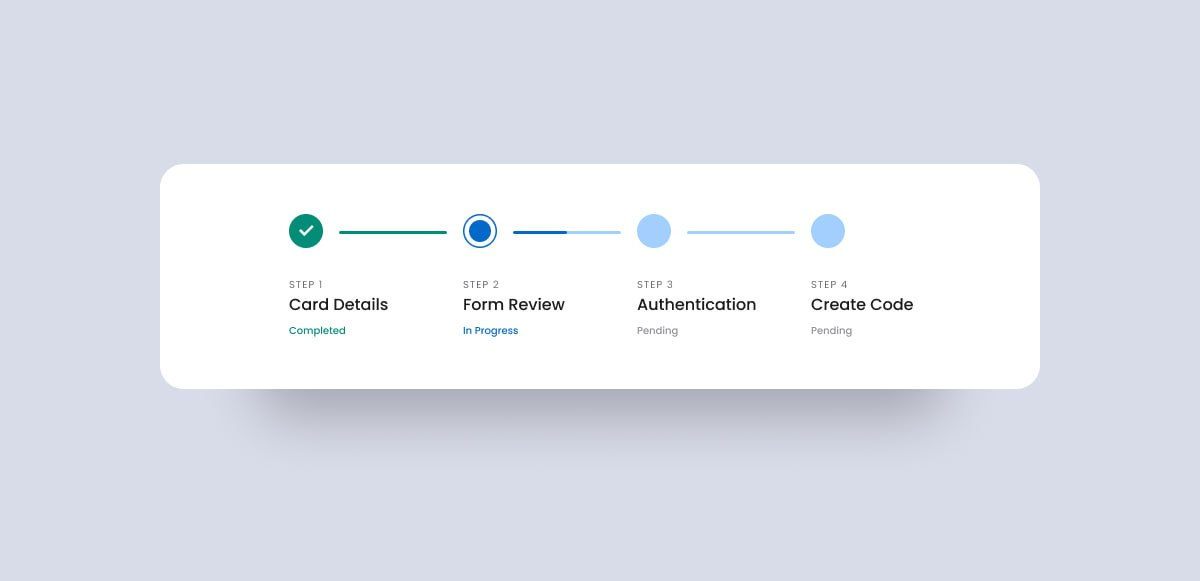 STEP 1
Card Details
Completed
STEP 2
Form Review
In Progress
STEP 3
Authentication
Pending
STEP 4
Create Code
Pending